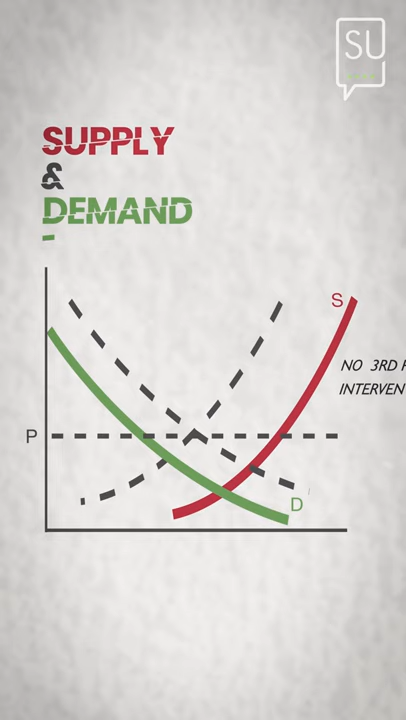 SU
SUPPLY
&
DEMAND
S
NO 3RD
INTERVEN
P
D